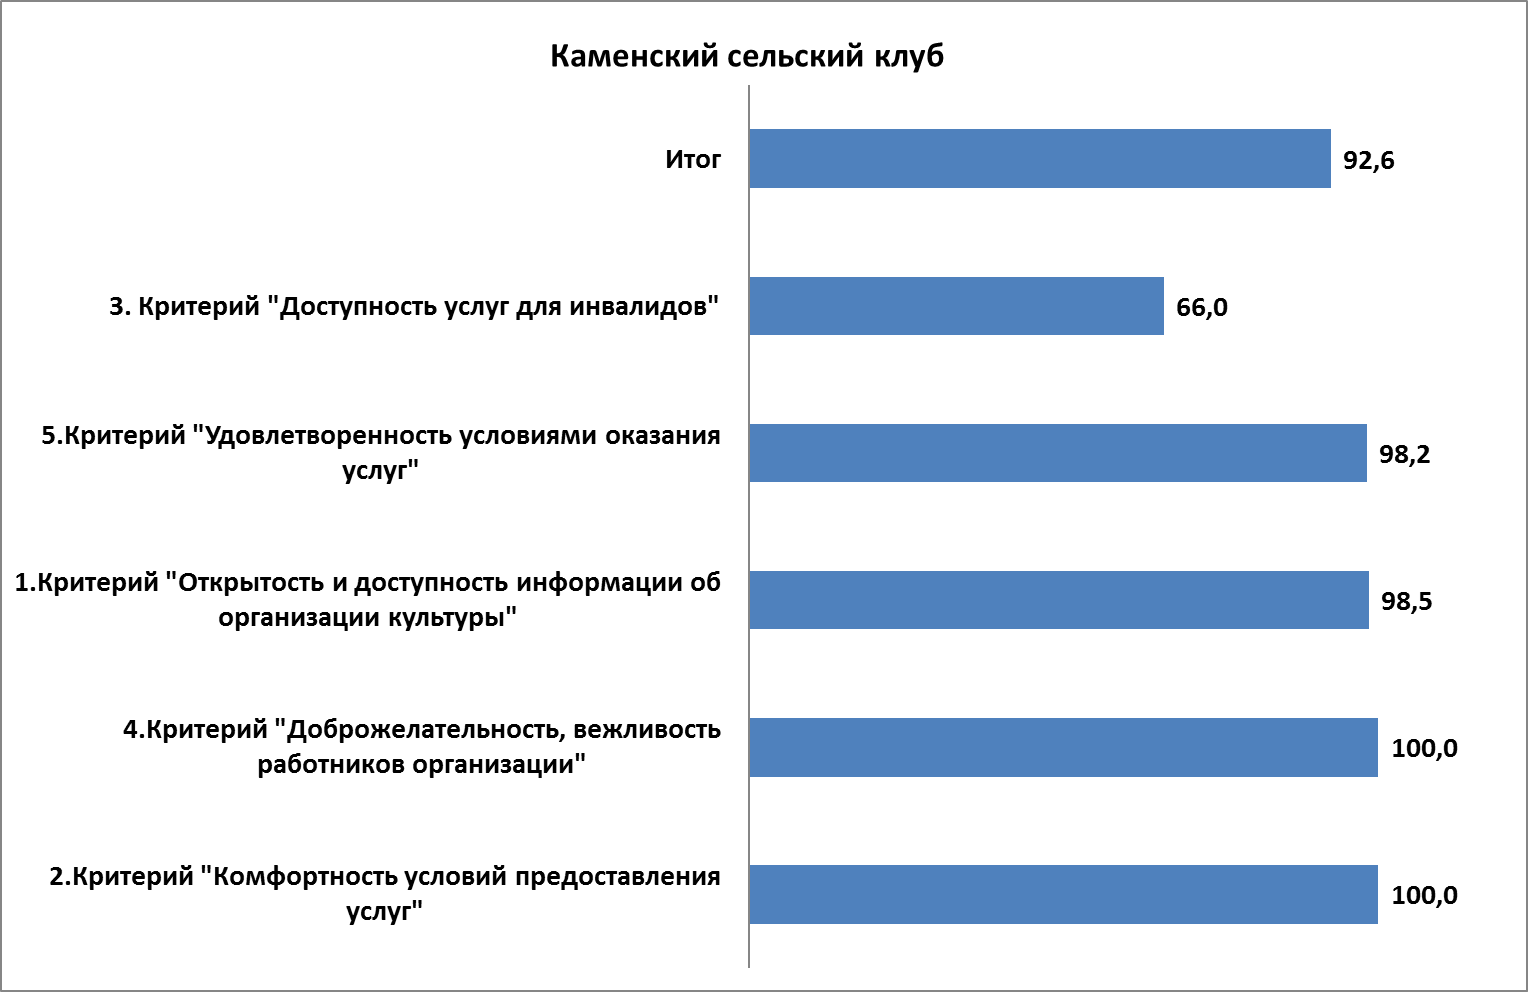 Каменский сельский клуб
Итог
92,6
3. Критерий "Доступность услуг для инвалидов"
66,0
5.Критерий "Удовлетворенность условиями оказания
услуг"
98,2
1.Критерий "Открытость и доступность информации об
организации культуры"
98,5
4.Критерий "Доброжелательность, вежливость
работников организации"
100,0
2.Критерий "Комфортность условий предоставления
услуг"
100,0